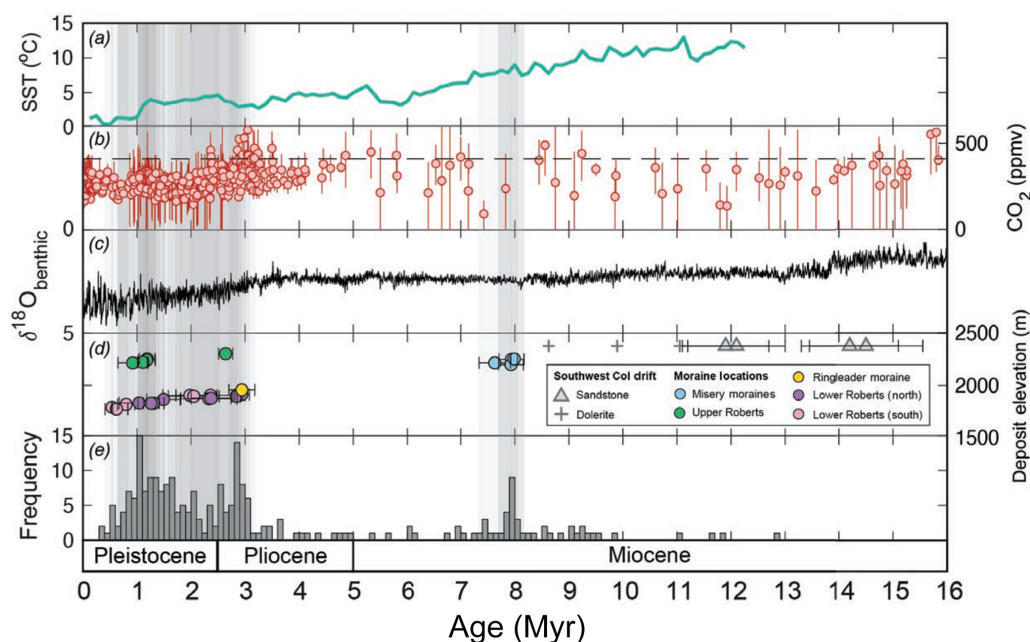 15
10
5
0
SST (⁰C)
(a)
(b)
500
0
0
CO₂ (ppmv)
(c)
δ¹⁸Obenthic
5
(d)
2500
2000
1500
Deposit elevation (m)
Southwest Col drift
Sandstone
Dolerite
Moraine locations
Misery moraines
Upper Roberts
Ringleader moraine
Lower Roberts (north)
Lower Roberts (south)
(e)
15
10
5
0
Frequency
Pleistocene Pliocene Miocene
0 1 2 3 4 5 6 7 8 9 10 11 12 13 14 15 16
Age (Myr)